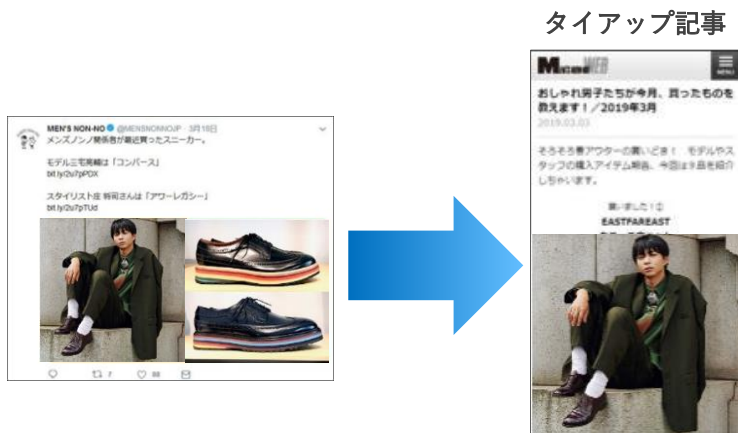 タイアップ記事
MEN'S NON-NO @MENSNONNOJP · 3月18日
メンズノンノ関係者が最近買ったスニーカー。
モデル三宅亮輔は「コンバース」
bit.ly/2u7pPOX
スタイリスト庄 将司さんは「アワーレガシー」
bit.ly/2u7pTUd
7
88
WEB
MENU
おしゃれ男子たちが今月、買ったものを
教えます！／2019年3月
2019.03.03
そろそろ春アウターの買いどき！ モデルやス
タッフの購入アイテム報告、今回は9品を紹介
しちゃいます。
買いました！①
EASTFAREAST